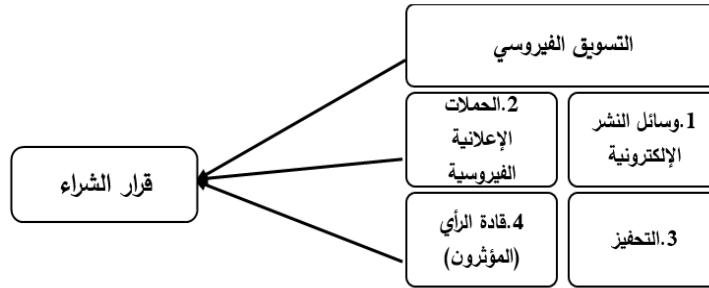 التسويق الفيروسي
1.وسائل النشر
الإلكترونية
2.الحملات
الإعلانية
الفيروسية
3.التحفيز
4.قادة الرأي
(المؤثرون)
قرار الشراء